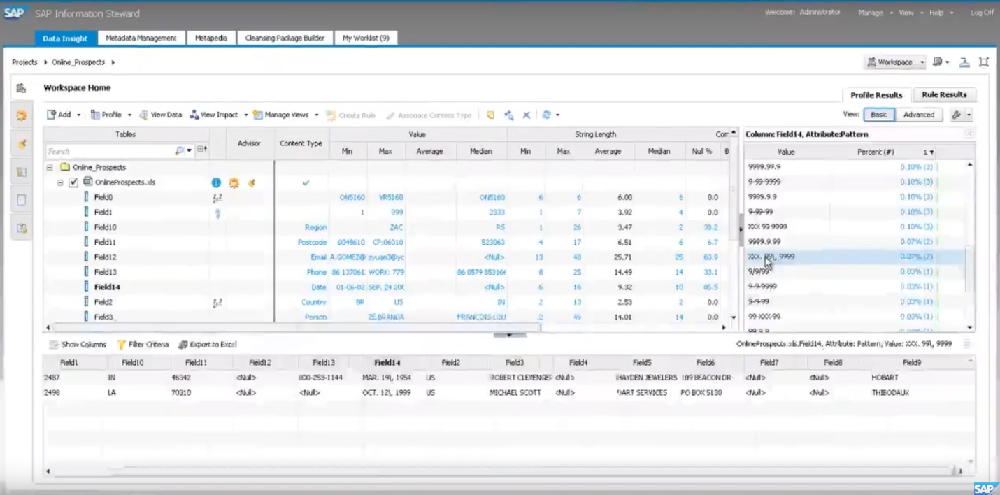 SAP SAP Information Steward Welcome: Administrator Manage View Help Log Off
Data Insight Metadata Management Metapedia Cleansing Package Builder My Worklist (9)
Projects Online_Prospects Workspace
Workspace Home
Profile Results Rule Results
Add Profile View Data View Impact Manage Views Create Rule Associate Content Type View: Basic Advanced
Tables Advisor Content Type Value String Length Column: Field14, Attribute:Pattern
Search Min Max Average Median Min Max Average Median Null % Value Percent (#) 1
Online_Prospects 9999.99.9 0.10% (3)
OnlineProspects.xls 9-99-9999 0.10% (3)
Field0 ON5160 VR5160 ON5160 6 6 6.00 6 0.0 9999.9.9 0.10% (3)
Field1 1 999 2333 1 7 3.92 4 0.0 9-99-99 0.10% (3)
Field10 Region ZAC RS 1 26 3.47 2 38.2 XXX 99 9999 0.10% (3)
Field11 Postcode 0048610 CP:06010 523063 4 17 6.51 6 6.7 9999.9.99 0.07% (2)
Field12 Email A.GOMEZ@ zyuan3@yc <Null> 13 48 25.71 25 60.9 XXX. 99\, 9999 0.07% (2)
Field13 Phone 86 137061 WORK: 779 86 0579 853166 8 25 14.49 14 33.1 9/9/99 0.03% (1)
Field14 Date 01-06-02 SEP. 24 200 <Null> 6 16 9.32 10 85.5 9-9-9999 0.03% (1)
Field2 Country BR US IN 2 13 2.53 2 0.0 9-9-99 0.03% (1)
Field3 Person FRANCOIS-LOU 2 49 14.01 14 0.0 99-XXX-99 0.03% (1)
99.9.9
Show Columns Filter Criteria Export to Excel OnlineProspects.xls.Field14, Attribute: Pattern, Value: XXX. 99\, 9999
Field1 Field10 Field11 Field12 Field13 Field14 Field2 Field3 Field4 Field5 Field6 Field7 Field8 Field9
2487 IN 46342 <Null> 800-253-1144 MAR. 19\, 1954 US ROBERT CLEVENGER <Null> HAYDEN JEWELERS 109 BEACON DR <Null> <Null> HOBART
2498 LA 70310 <Null> <Null> OCT. 12\, 1999 US MICHAEL SCOTT <Null> DART SERVICES PO BOX 5130 <Null> <Null> THIBODAUX
SAP